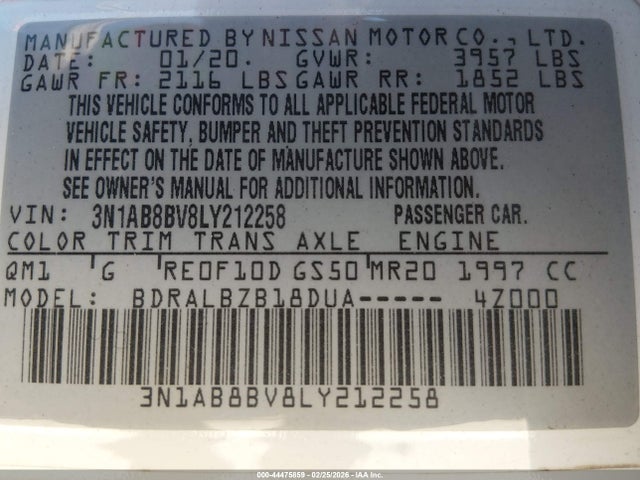 MANUFACTURED BY NISSAN MOTOR CO., LTD.
DATE: 01/20. GVWR: 3957 LBS
GAWR FR: 2116 LBS GAWR RR: 1852 LBS
THIS VEHICLE CONFORMS TO ALL APPLICABLE FEDERAL MOTOR
VEHICLE SAFETY, BUMPER AND THEFT PREVENTION STANDARDS
IN EFFECT ON THE DATE OF MANUFACTURE SHOWN ABOVE.
SEE OWNER'S MANUAL FOR ADDITIONAL INFORMATION.
VIN: 3N1AB8BV8LY212258 PASSENGER CAR.
COLOR TRIM TRANS AXLE ENGINE
QM1 G RE0F10D GS50 MR20 1997 CC
MODEL: BDRALBZB18DUA----- 4Z000
3N1AB8BV8LY212258
000-44475859 - 02/25/2026 - IAA Inc.